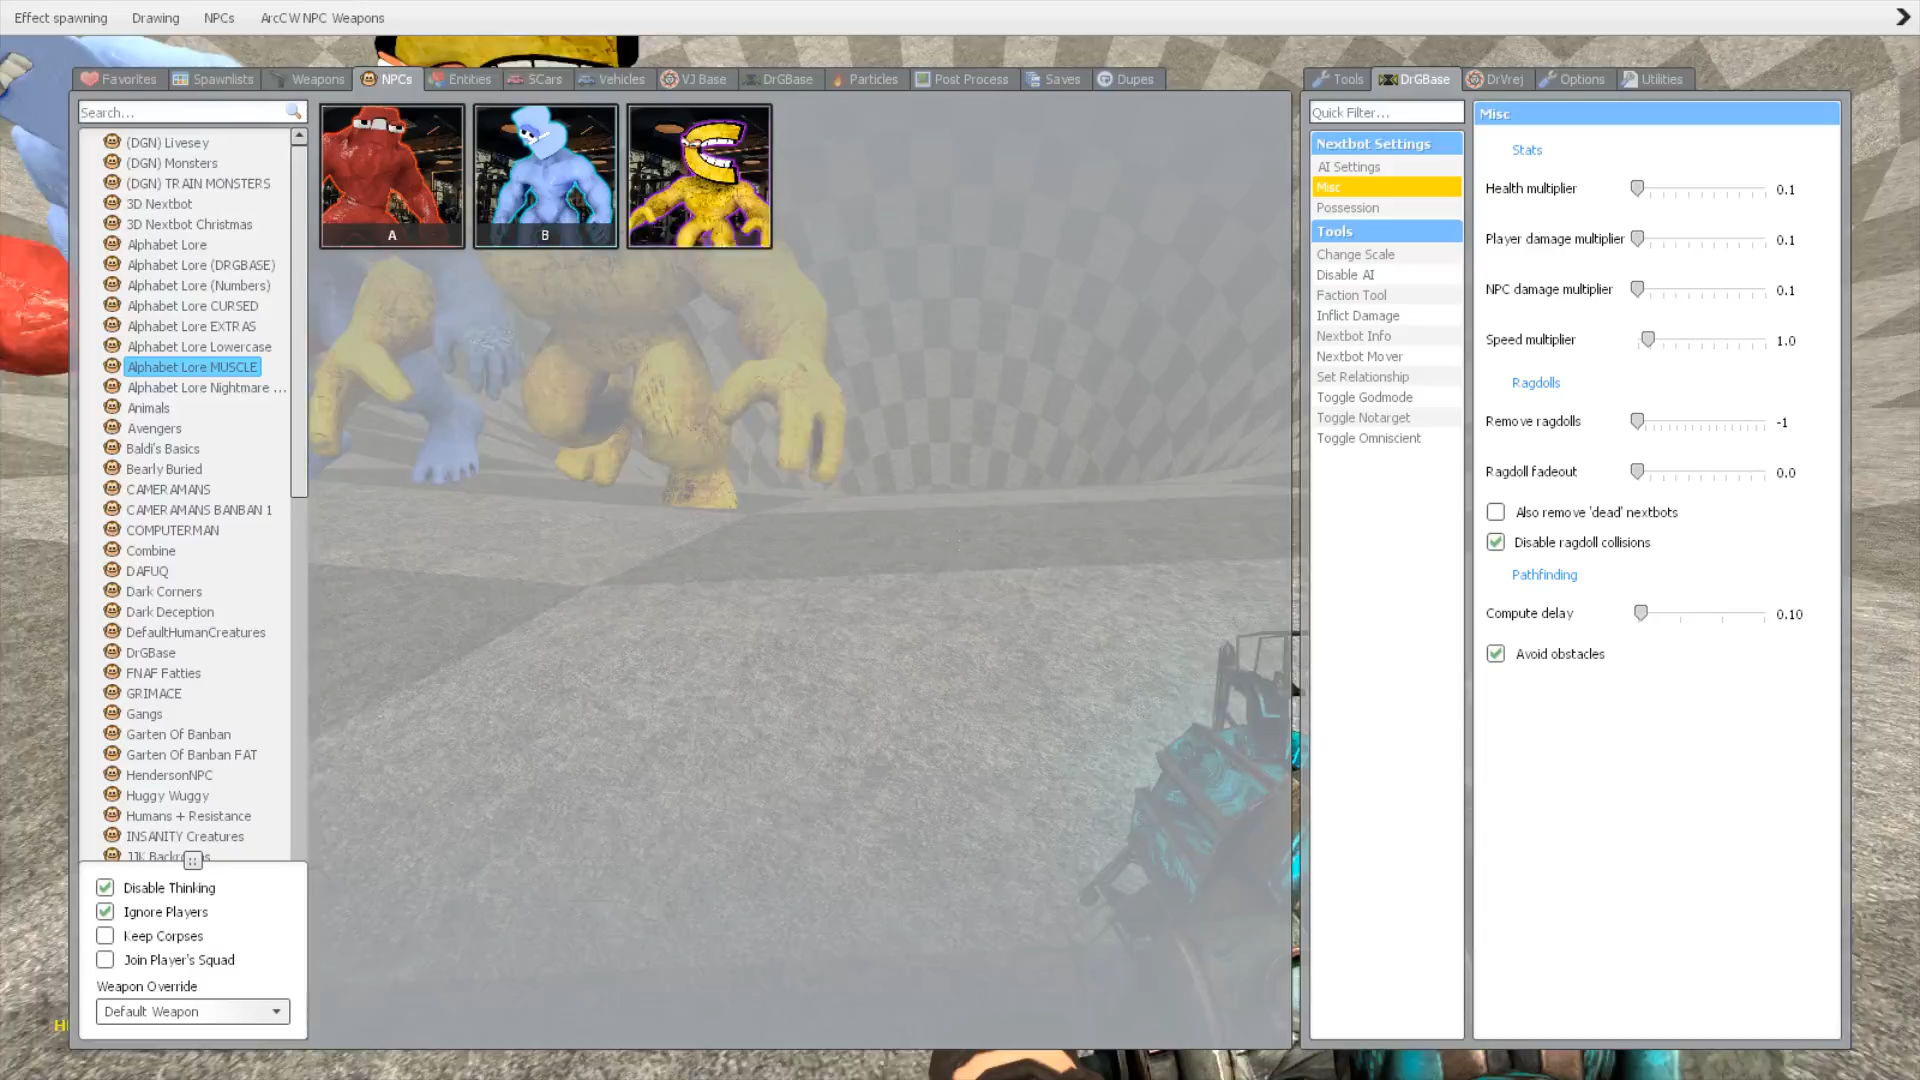 Effect spawning
Drawing
NPCs
ArcCW NPC Weapons
Favorites
Spawnlists
Weapons
NPCs
Entities
SCars
Vehicles
VJ Base
DrGBase
Particles
Post Process
Saves
Dupes
Tools
DrGBase
DrVrej
Options
Utilities
Search...
(DGN) Livesey
(DGN) Monsters
(DGN) TRAIN MONSTERS
3D Nextbot
3D Nextbot Christmas
Alphabet Lore
Alphabet Lore (DRGBASE)
Alphabet Lore (Numbers)
Alphabet Lore CURSED
Alphabet Lore EXTRAS
Alphabet Lore Lowercase
Alphabet Lore MUSCLE
Alphabet Lore Nightmare ...
Animals
Avengers
Baldi's Basics
Bearly Buried
CAMERAMANS
CAMERAMANS BANBAN 1
COMPUTERMAN
Combine
DAFUQ
Dark Corners
Dark Deception
DefaultHumanCreatures
DrGBase
FNAF Fatties
GRIMACE
Gangs
Garten Of Banban
Garten Of Banban FAT
HendersonNPC
Huggy Wuggy
Humans + Resistance
INSANITY Creatures
Disable Thinking
Ignore Players
Keep Corpses
Join Player's Squad
Weapon Override
Default Weapon
A
B
Quick Filter...
Nextbot Settings
AI Settings
Misc
Possession
Tools
Change Scale
Disable AI
Faction Tool
Inflict Damage
Nextbot Info
Nextbot Mover
Set Relationship
Toggle Godmode
Toggle Notarget
Toggle Omniscient
Misc
Stats
Health multiplier 0.1
Player damage multiplier 0.1
NPC damage multiplier 0.1
Speed multiplier 1.0
Ragdolls
Remove ragdolls -1
Ragdoll fadeout 0.0
Also remove 'dead' nextbots
Disable ragdoll collisions
Pathfinding
Compute delay 0.10
Avoid obstacles